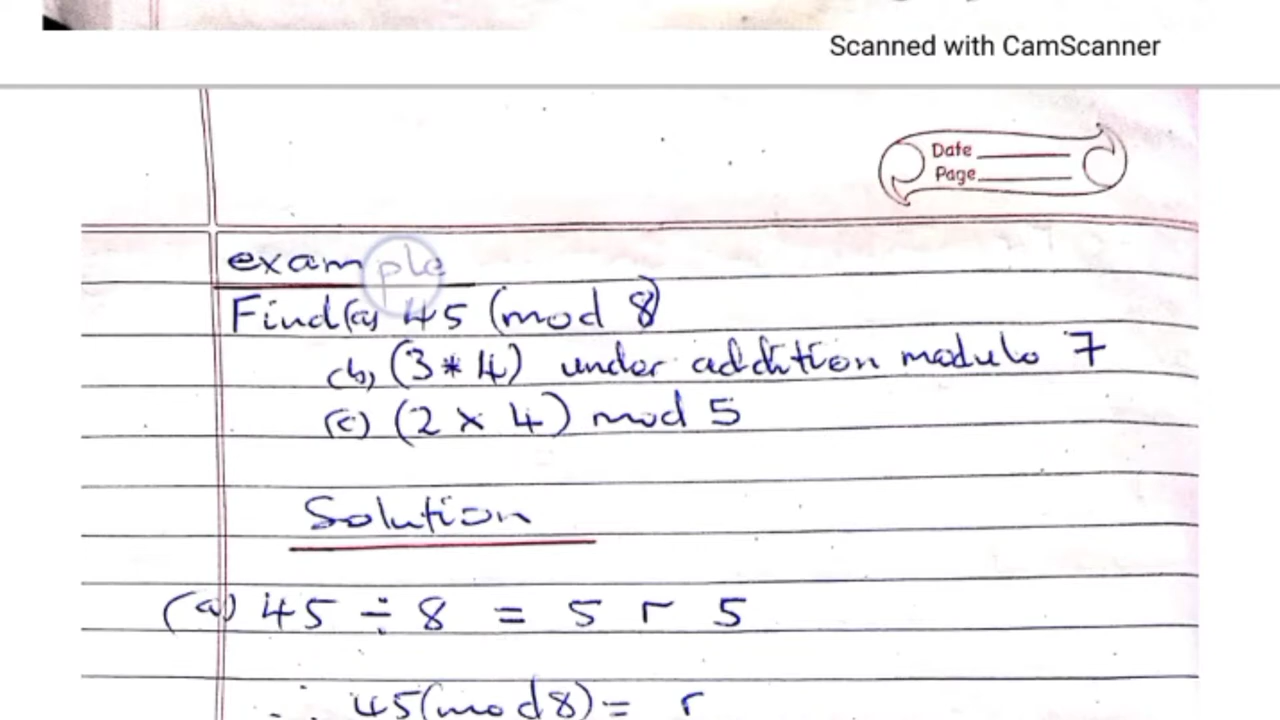 Scanned with CamScanner
Date
Page
example
Find (a) 45 (mod 8)
(b) (3 * 4) under addition modulo 7
(c) (2 × 4) mod 5
Solution
(a) 45 ÷ 8 = 5 r 5
∴ 45(mod 8) =